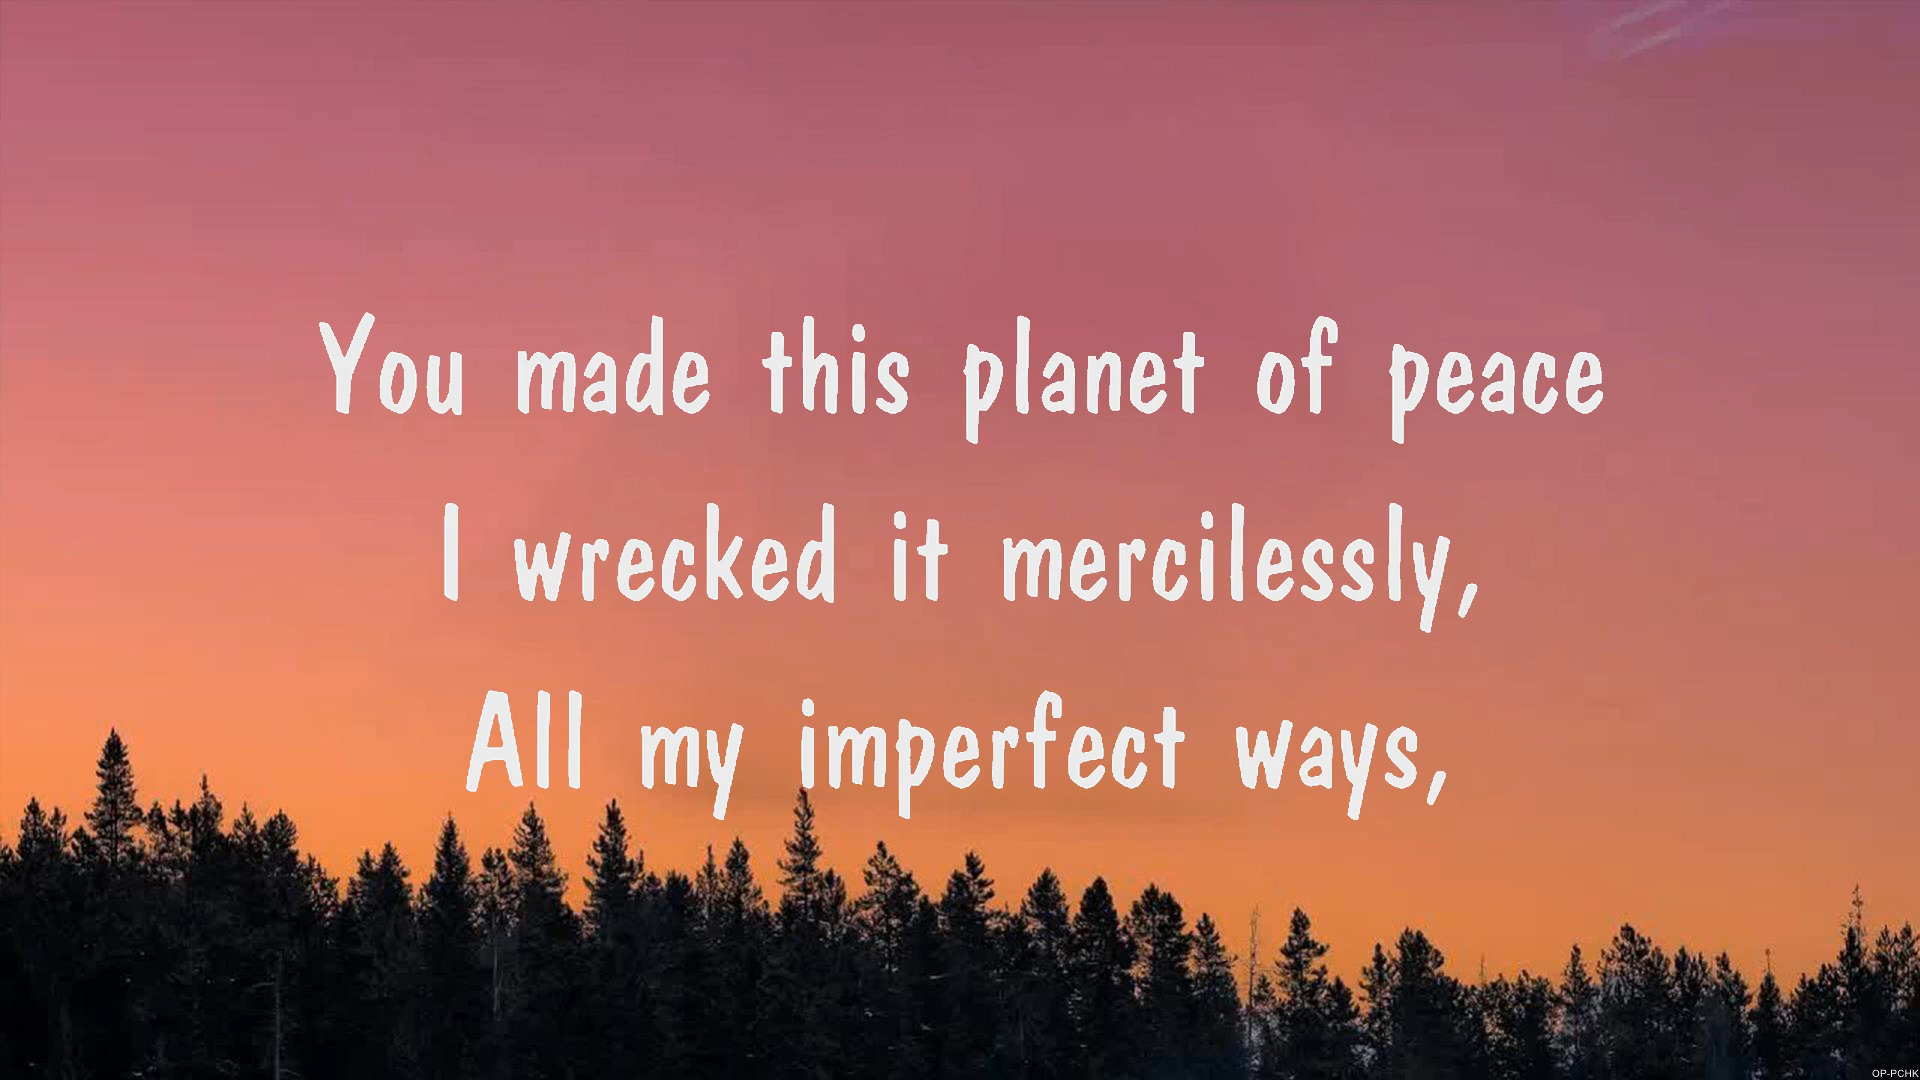 You made this planet of peace
I wrecked it mercilessly,
All my imperfect ways,
OP-PCHK